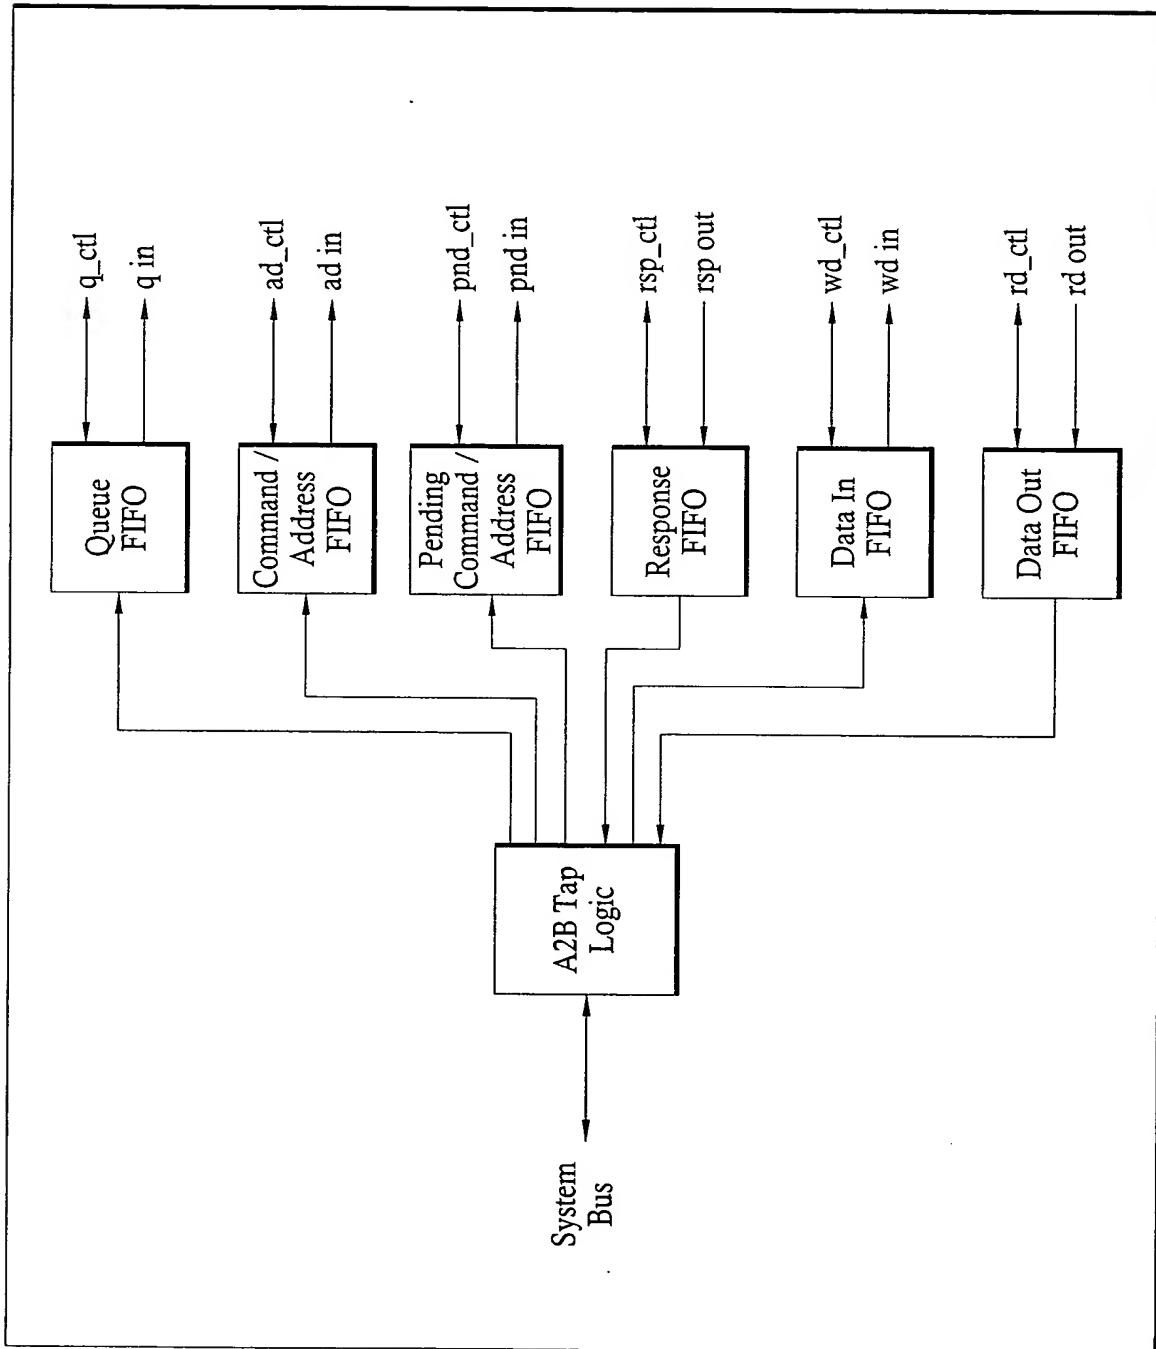 System
Bus
A2B Tap
Logic
Queue
FIFO
q_ctl
q in
Command /
Address
FIFO
ad_ctl
ad in
Pending
Command /
Address
FIFO
pnd_ctl
pnd in
Response
FIFO
rsp_ctl
rsp out
Data In
FIFO
wd_ctl
wd in
Data Out
FIFO
rd_ctl
rd out